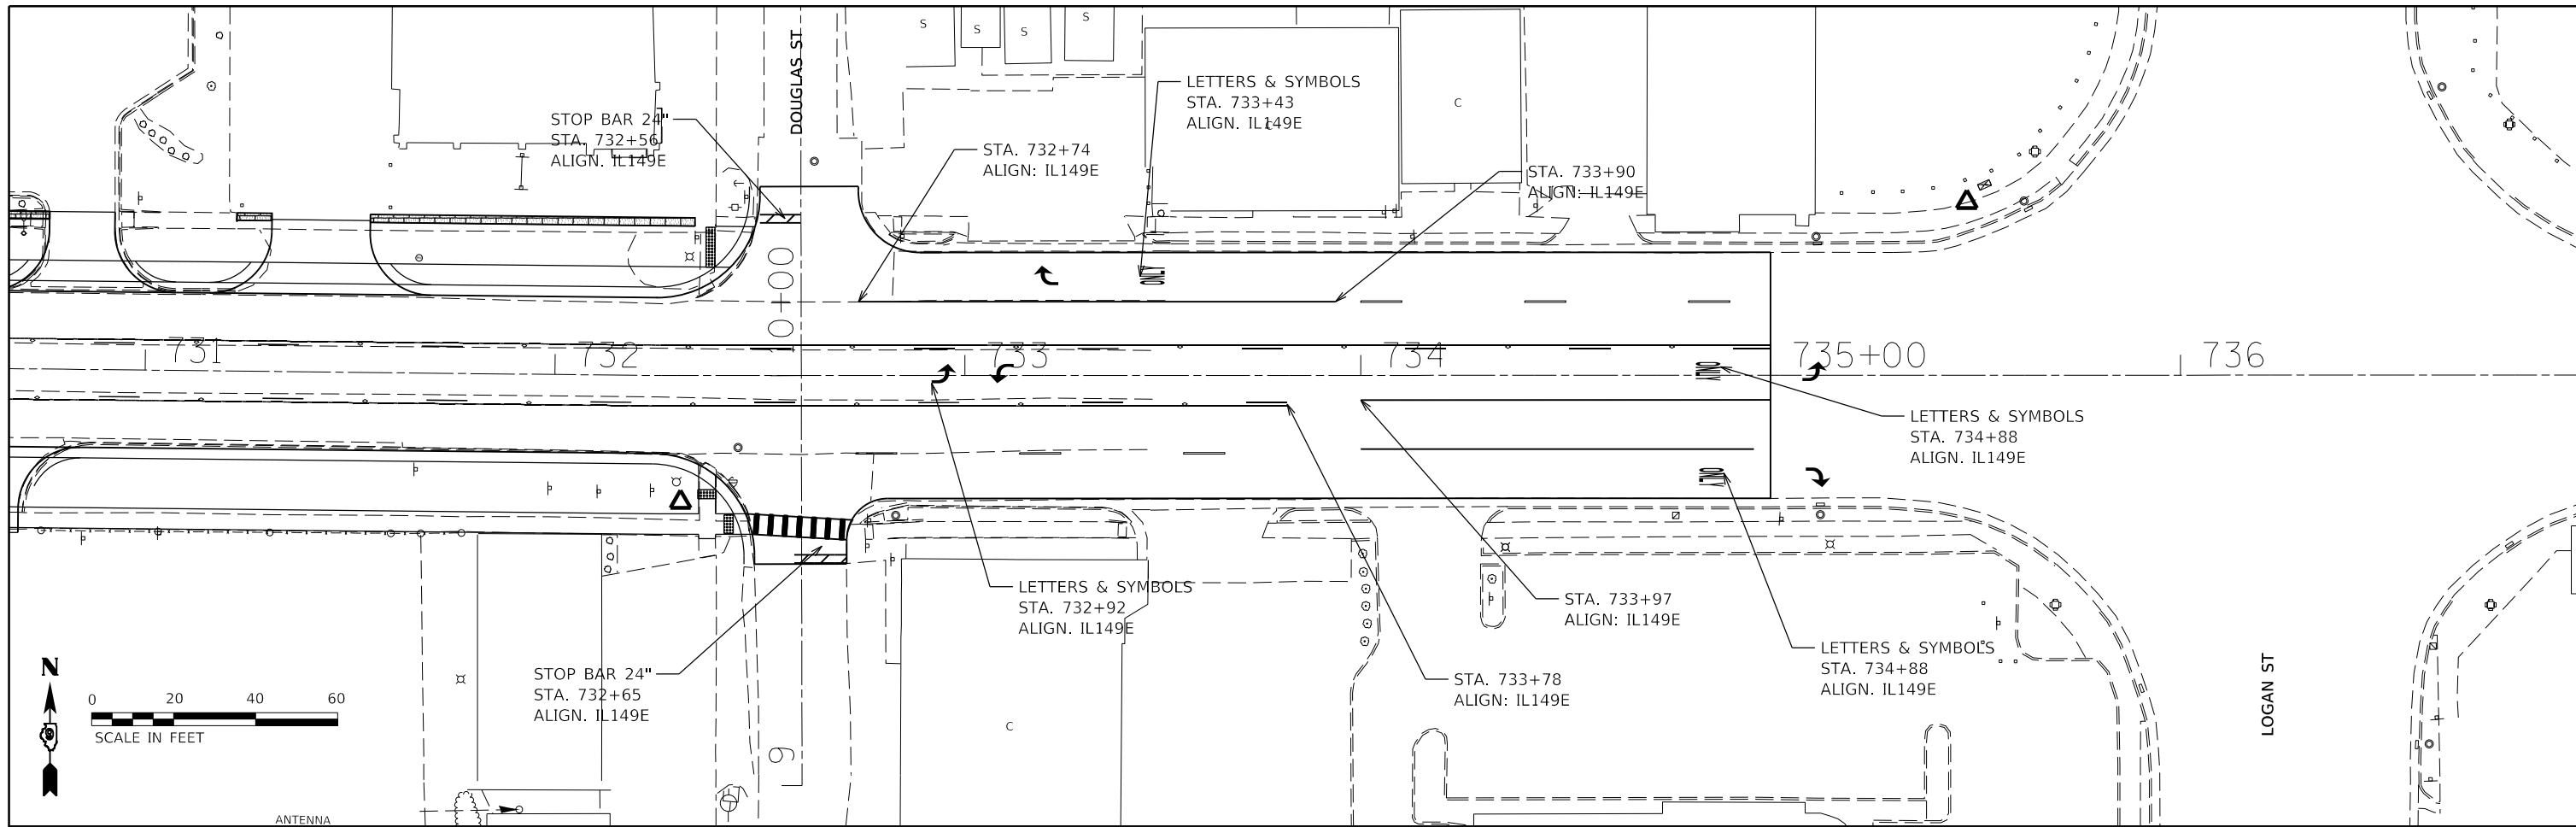 S
S
S
S
DOUGLAS ST
LETTERS & SYMBOLS
STA. 733+43
ALIGN. IL149E
C
C
STOP BAR 24"
STA. 732+56
ALIGN. IL149E
STA. 732+74
ALIGN: IL149E
STA. 733+90
ALIGN: IL149E
0+00
731
732
733
734
735+00
736
LETTERS & SYMBOLS
STA. 734+88
ALIGN. IL149E
LETTERS & SYMBOLS
STA. 732+92
ALIGN. IL149E
STA. 733+97
ALIGN: IL149E
LETTERS & SYMBOLS
STA. 734+88
ALIGN. IL149E
STOP BAR 24"
STA. 732+65
ALIGN. IL149E
STA. 733+78
ALIGN: IL149E
LOGAN ST
N
0 20 40 60
SCALE IN FEET
C
ANTENNA